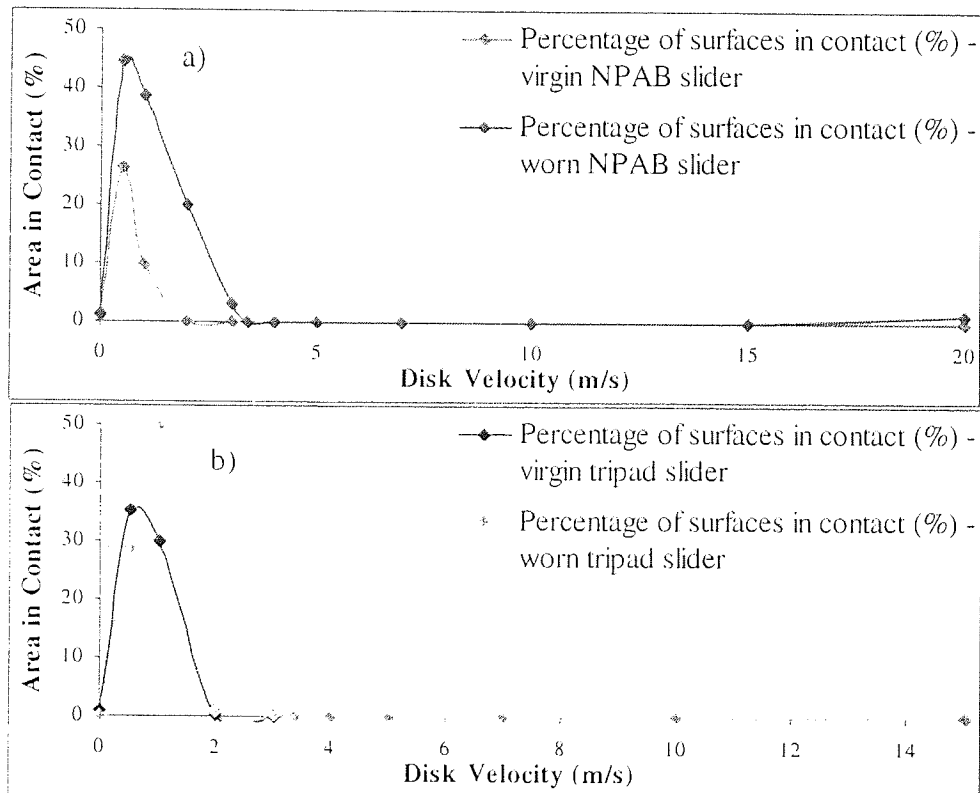 50
40
30
20
10
0
Area in Contact (%)
a)
Percentage of surfaces in contact (%) -
virgin NPAB slider
Percentage of surfaces in contact (%) -
worn NPAB slider
0 5 10 15 20
Disk Velocity (m/s)
50
40
30
20
10
0
Area in Contact (%)
b)
Percentage of surfaces in contact (%) -
virgin tripad slider
Percentage of surfaces in contact (%) -
worn tripad slider
0 2 4 6 8 10 12 14
Disk Velocity (m/s)